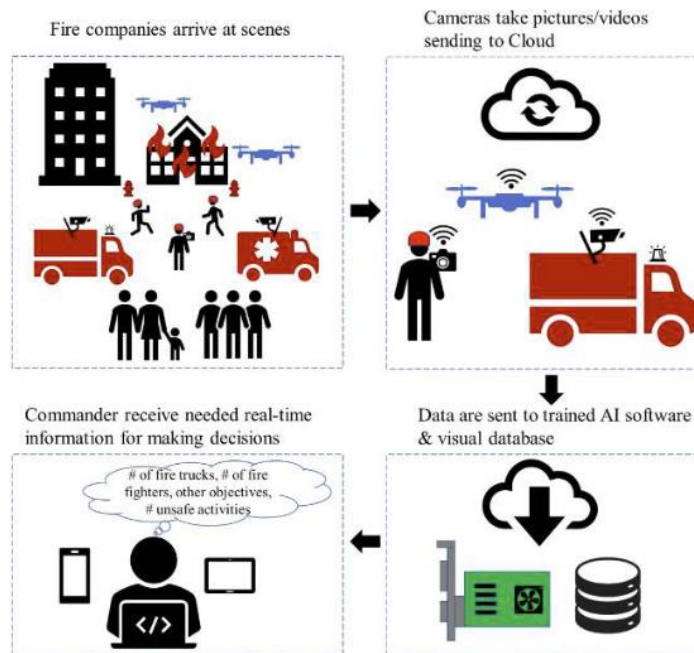 Fire companies arrive at scenes
Cameras take pictures/videos
sending to Cloud
Commander receive needed real-time
information for making decisions
# of fire trucks, # of fire
fighters, other objectives,
# unsafe activities
</>
Data are sent to trained AI software
& visual database